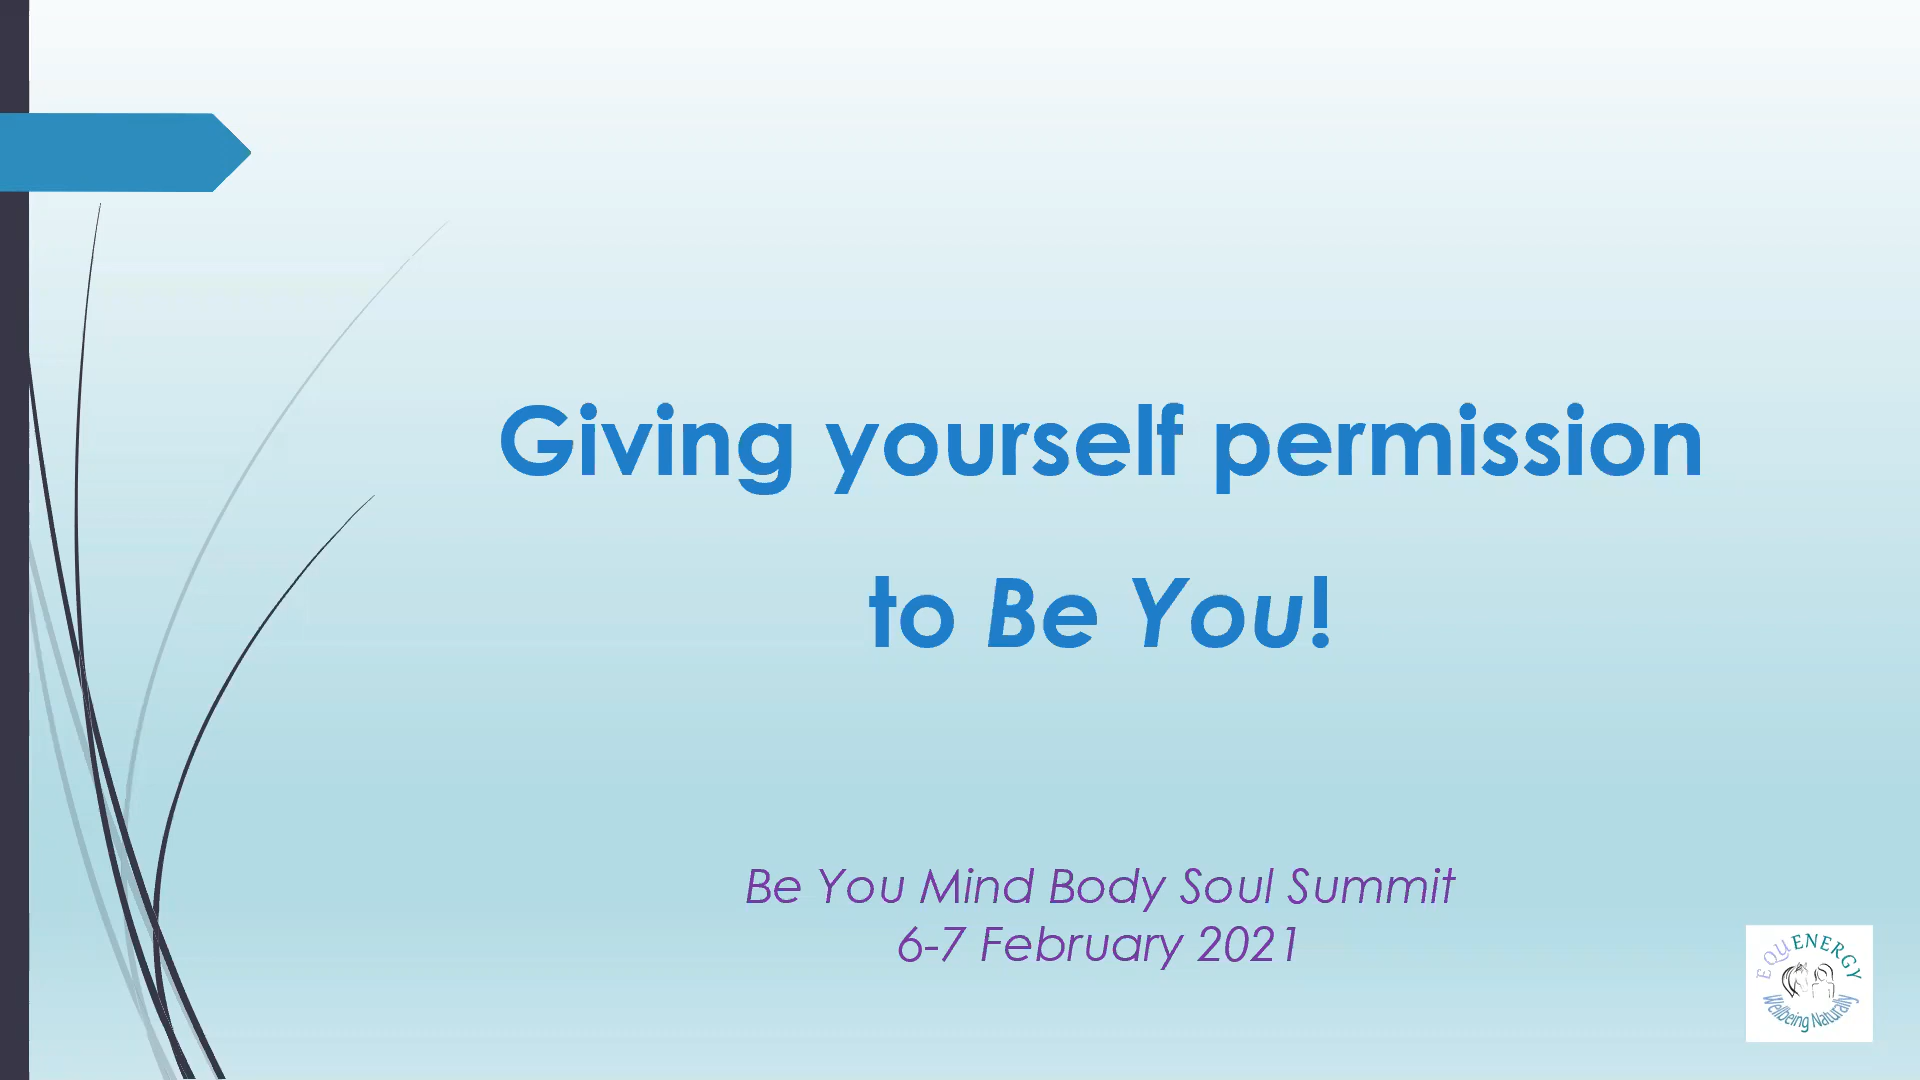 Giving yourself permission
to Be You!
Be You Mind Body Soul Summit
6-7 February 2021
EQUENERGY
Wellbeing Naturally